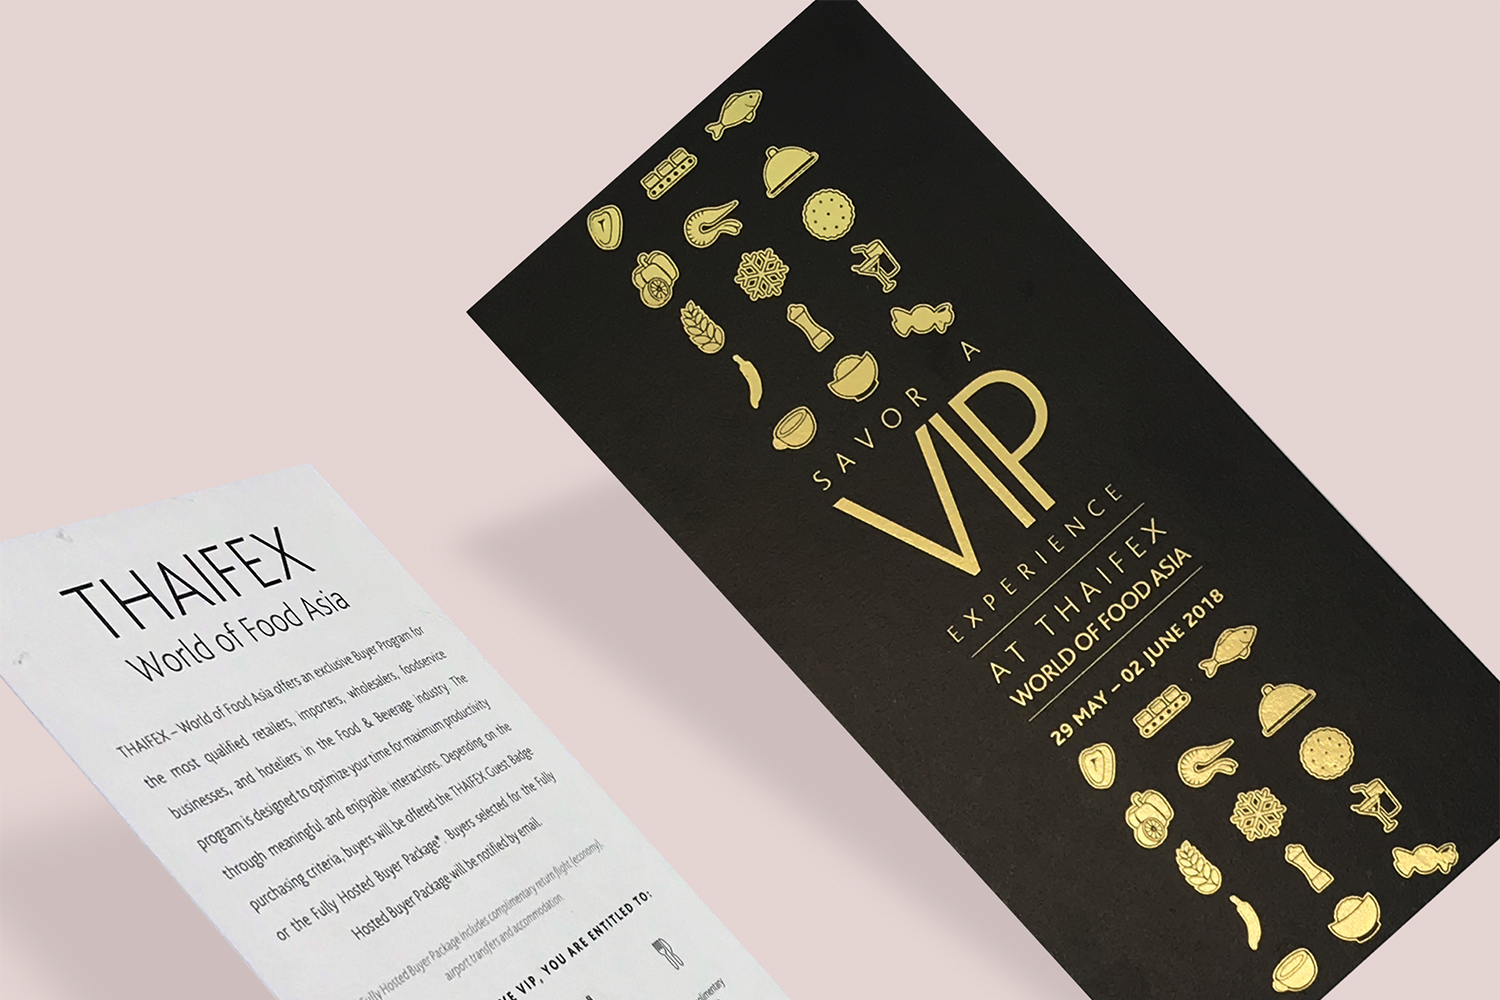 THAIFEX
World of Food Asia
THAIFEX – World of Food Asia offers an exclusive Buyer Program for
the most qualified retailers, importers, wholesalers, foodservice
businesses, and hoteliers in the Food & Beverage industry. The
program is designed to optimize your time for maximum productivity
through meaningful and enjoyable interactions. Depending on the
purchasing criteria, buyers will be offered the THAIFEX Guest Badge
or the Fully Hosted Buyer Package*. Buyers selected for the Fully
Hosted Buyer Package will be notified by email.
Fully Hosted Buyer Package includes complimentary return flight (economy),
airport transfers and accommodation.
VIP, YOU ARE ENTITLED TO:
SAVOR A
VIP
EXPERIENCE
AT THAIFEX
WORLD OF FOOD ASIA
29 MAY – 02 JUNE 2018